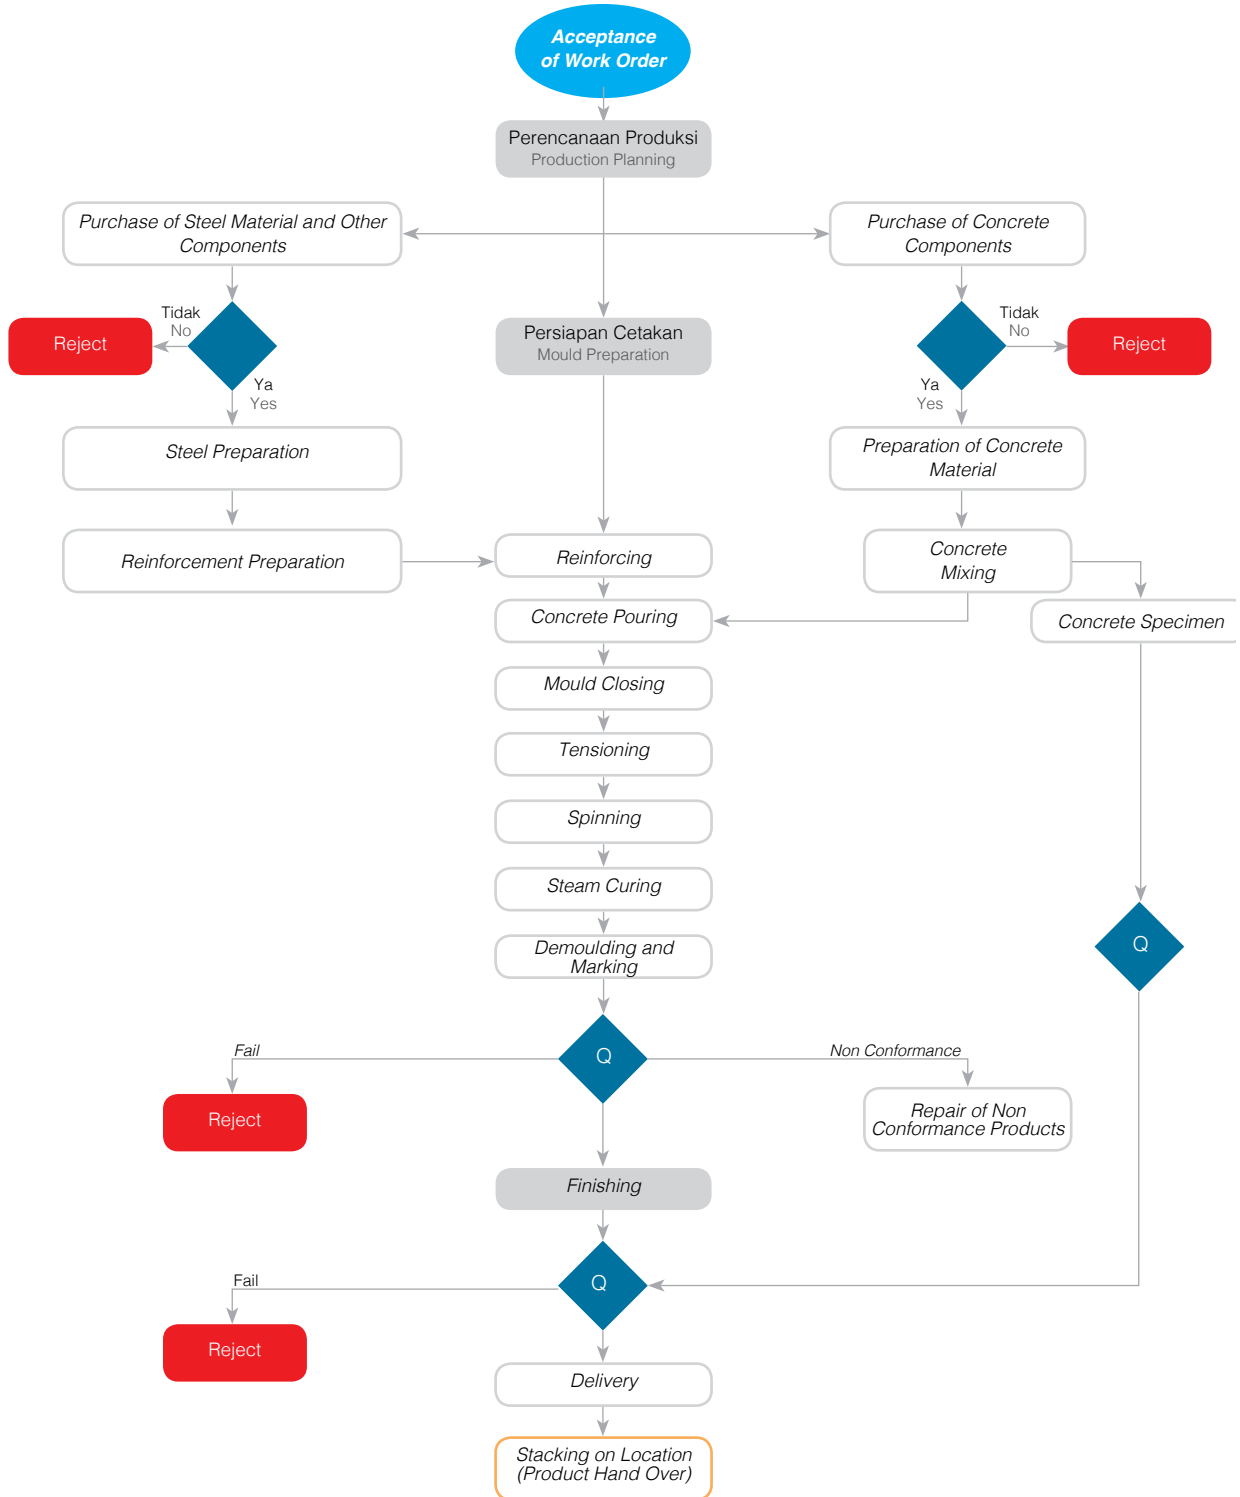 Acceptance
of Work Order
Perencanaan Produksi
Production Planning
Purchase of Steel Material and Other
Components
Purchase of Concrete
Components
Tidak
No
Reject
Ya
Yes
Persiapan Cetakan
Mould Preparation
Tidak
No
Reject
Ya
Yes
Steel Preparation
Preparation of Concrete
Material
Reinforcement Preparation
Reinforcing
Concrete
Mixing
Concrete Pouring
Concrete Specimen
Mould Closing
Tensioning
Spinning
Steam Curing
Demoulding and
Marking
Q
Fail
Q
Non Conformance
Reject
Repair of Non
Conformance Products
Finishing
Fail
Q
Reject
Delivery
Stacking on Location
(Product Hand Over)